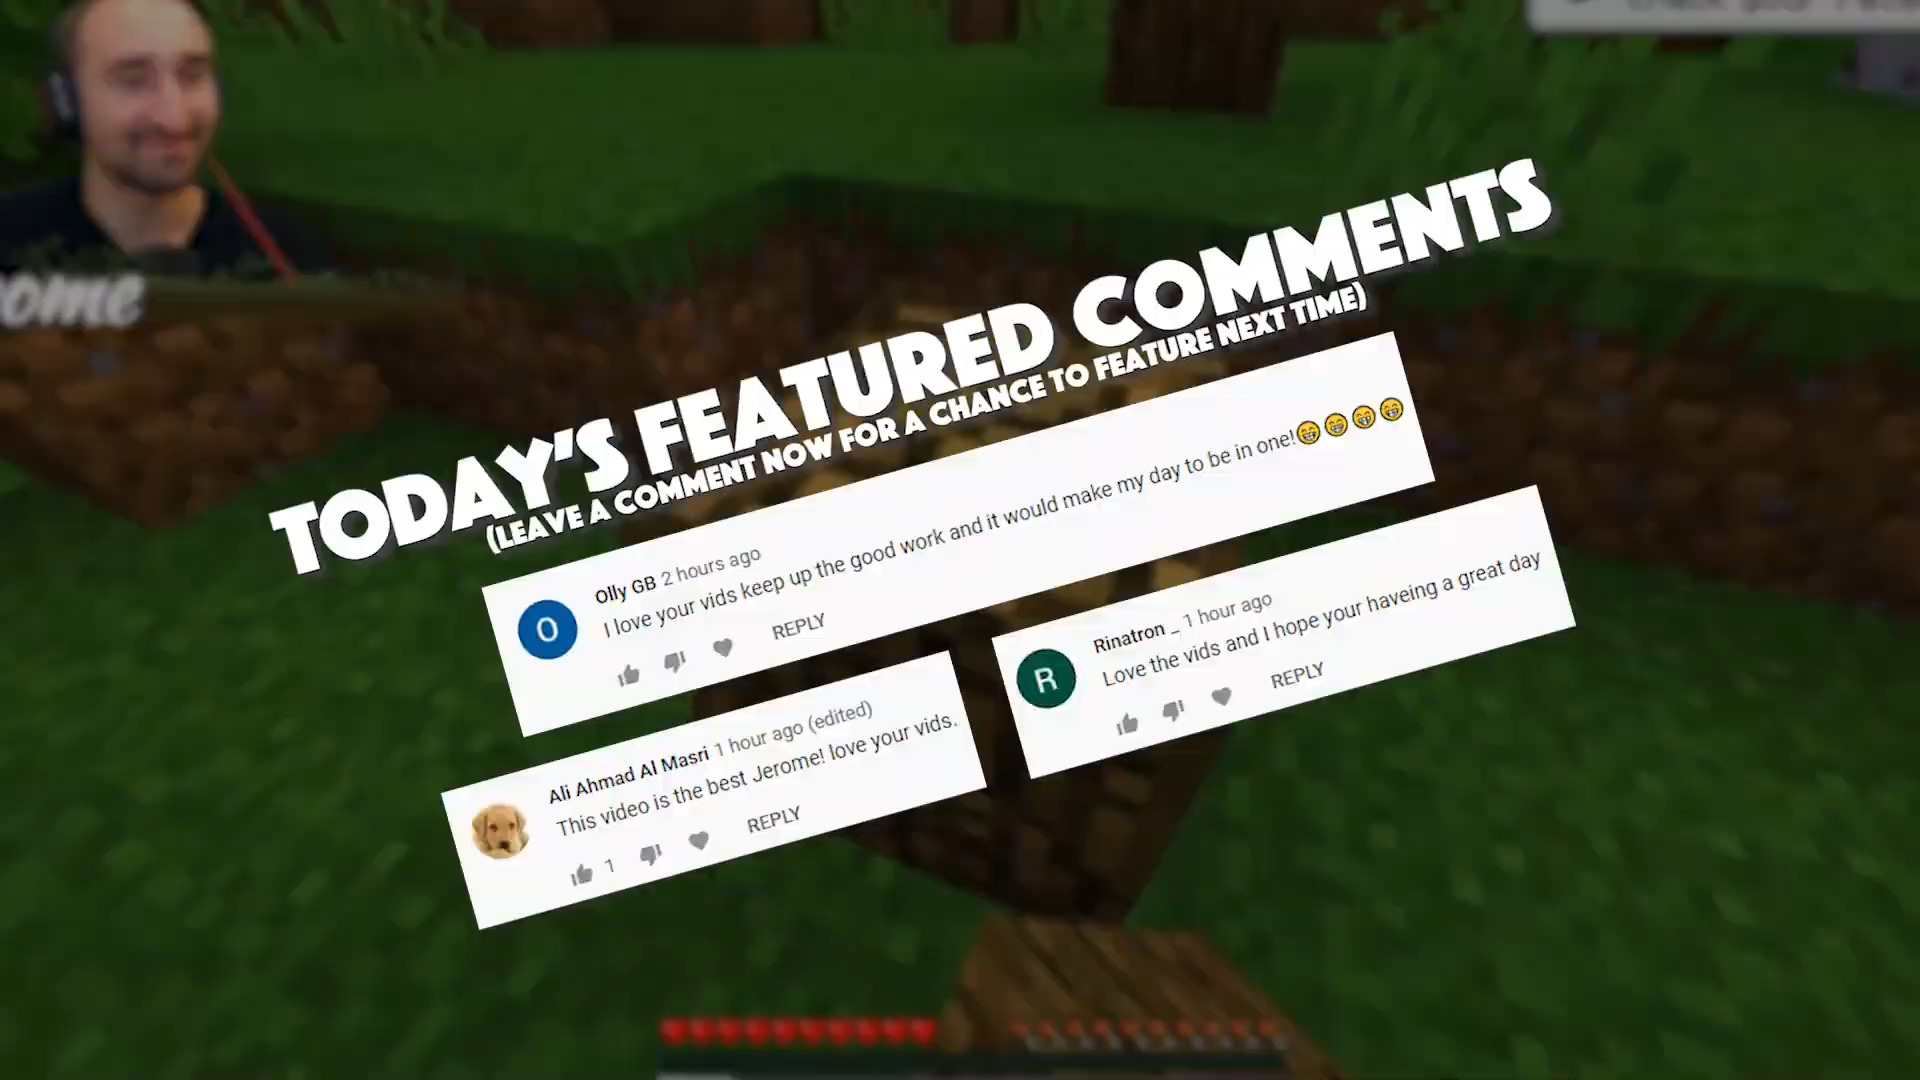 ome
TODAY'S FEATURED COMMENTS
(LEAVE A COMMENT NOW FOR A CHANCE TO FEATURE NEXT TIME)
Olly GB 2 hours ago
I love your vids keep up the good work and it would make my day to be in one!😁😁😁😁
REPLY
Rinatron _ 1 hour ago
Love the vids and I hope your haveing a great day
REPLY
Ali Ahmad Al Masri 1 hour ago (edited)
This video is the best Jerome! love your vids.
1
REPLY
O
R